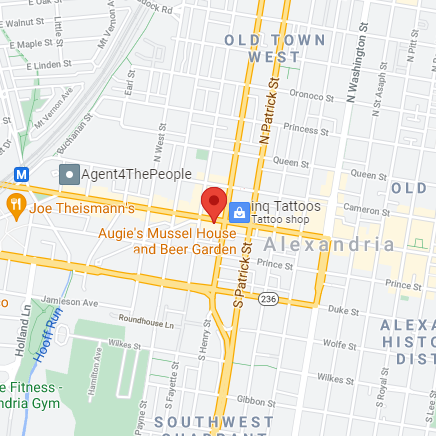 E Oak St
Walnut St
E Maple St
E Linden St
Little St
Mt Vernon Ave
Braddock Rd
OLD TOWN
WEST
Oronoco St
N Pitt St
N Washington St
N St Asaph St
Earl St
Mt Vernon Ave
Buchanan St
N West St
N Patrick St
Princess St
Queen St
Queen St
M
Agent4ThePeople
OLD
Joe Theismann's
inq Tattoos
Tattoo shop
Cameron St
Augie's Mussel House
and Beer Garden
Alexandria
Prince St
Prince St
S Patrick St
236
Jamieson Ave
Duke St
Roundhouse Ln
Holland Ln
Hooff Run
S Henry St
Wilkes St
Wolfe St
ALEXA
HISTO
DIST
Hamilton Ave
S Fayette St
Wilkes St
S Royal St
e Fitness -
ndria Gym
Payne St
Gibbon St
SOUTHWEST
QUADRANT